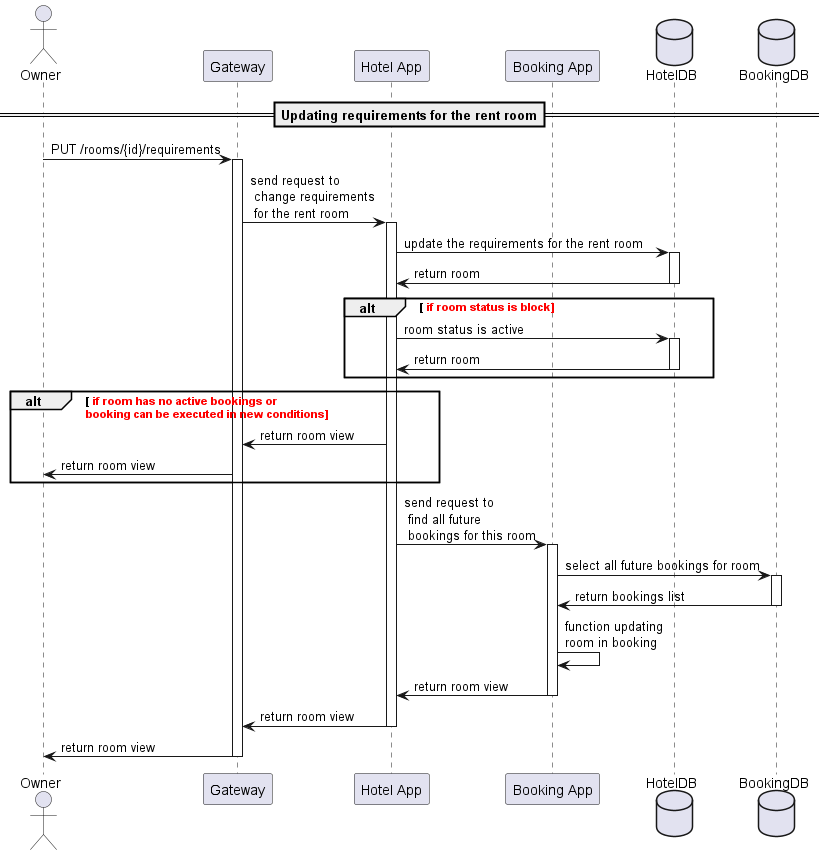 Owner
Gateway
Hotel App
Booking App
HotelDB
BookingDB
Updating requirements for the rent room
PUT /rooms/{id}/requirements
send request to
change requirements
for the rent room
update the requirements for the rent room
return room
alt
[ if room status is block]
room status is active
return room
alt
[ if room has no active bookings or
booking can be executed in new conditions]
return room view
return room view
send request to
find all future
bookings for this room
select all future bookings for room
return bookings list
function updating
room in booking
return room view
return room view
return room view
Owner
Gateway
Hotel App
Booking App
HotelDB
BookingDB